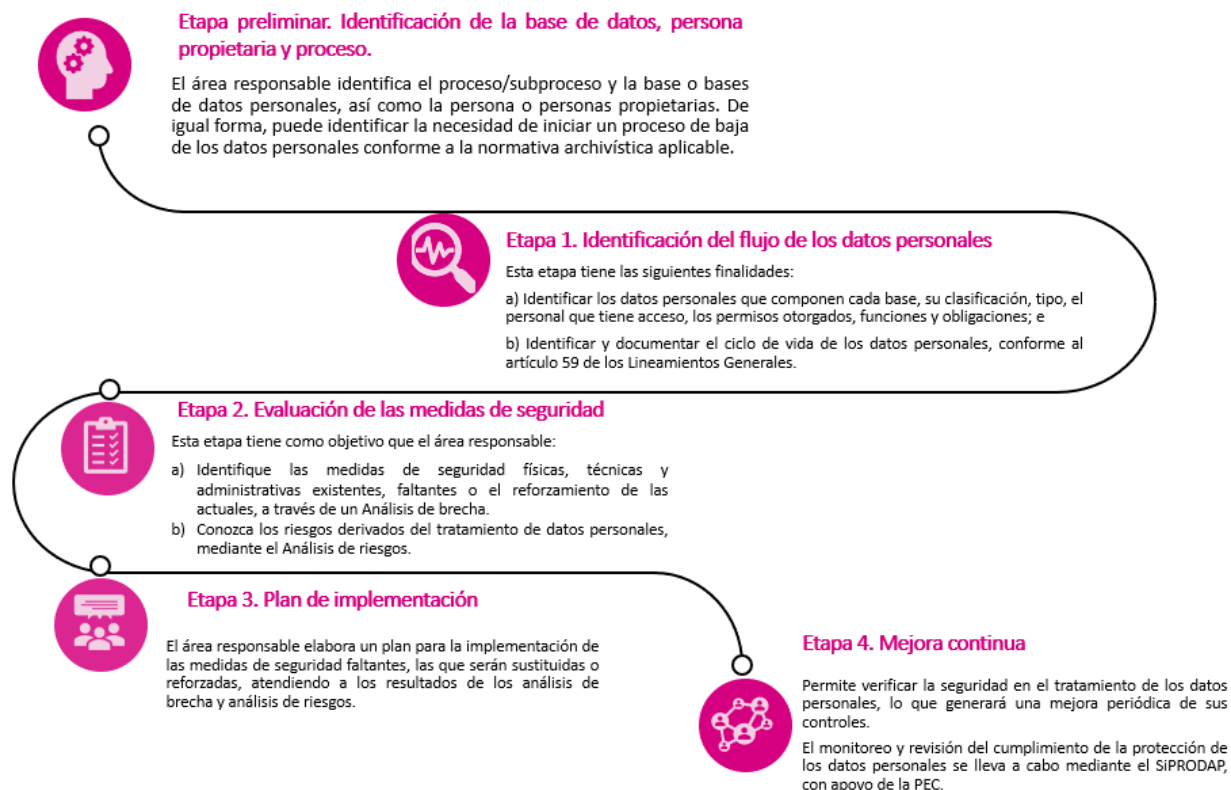 Etapa preliminar. Identificación de la base de datos, persona
propietaria y proceso.
El área responsable identifica el proceso/subproceso y la base o bases
de datos personales, así como la persona o personas propietarias. De
igual forma, puede identificar la necesidad de iniciar un proceso de baja
de los datos personales conforme a la normativa archivística aplicable.
Etapa 1. Identificación del flujo de los datos personales
Esta etapa tiene las siguientes finalidades:
a) Identificar los datos personales que componen cada base, su clasificación, tipo, el
personal que tiene acceso, los permisos otorgados, funciones y obligaciones; e
b) Identificar y documentar el ciclo de vida de los datos personales, conforme al
artículo 59 de los Lineamientos Generales.
Etapa 2. Evaluación de las medidas de seguridad
Esta etapa tiene como objetivo que el área responsable:
a) Identifique las medidas de seguridad físicas, técnicas y
administrativas existentes, faltantes o el reforzamiento de las
actuales, a través de un Análisis de brecha.
b) Conozca los riesgos derivados del tratamiento de datos personales,
mediante el Análisis de riesgos.
Etapa 3. Plan de implementación
El área responsable elabora un plan para la implementación de
las medidas de seguridad faltantes, las que serán sustituidas o
reforzadas, atendiendo a los resultados de los análisis de
brecha y análisis de riesgos.
Etapa 4. Mejora continua
Permite verificar la seguridad en el tratamiento de los datos
personales, lo que generará una mejora periódica de sus
controles.
El monitoreo y revisión del cumplimiento de la protección de
los datos personales se lleva a cabo mediante el SiPRODAP,
con apoyo de la PEC.